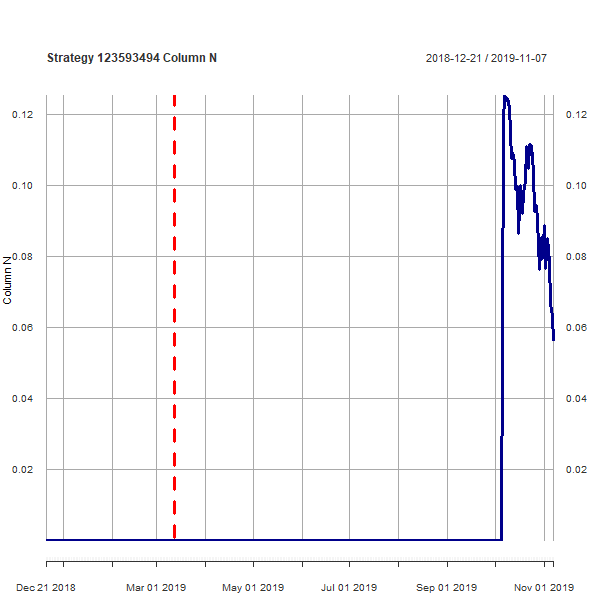 Strategy 123593494 Column N
2018-12-21 / 2019-11-07
0.12
0.10
0.08
0.06
0.04
0.02
Column N
0.12
0.10
0.08
0.06
0.04
0.02
Dec 21 2018
Mar 01 2019
May 01 2019
Jul 01 2019
Sep 01 2019
Nov 01 2019